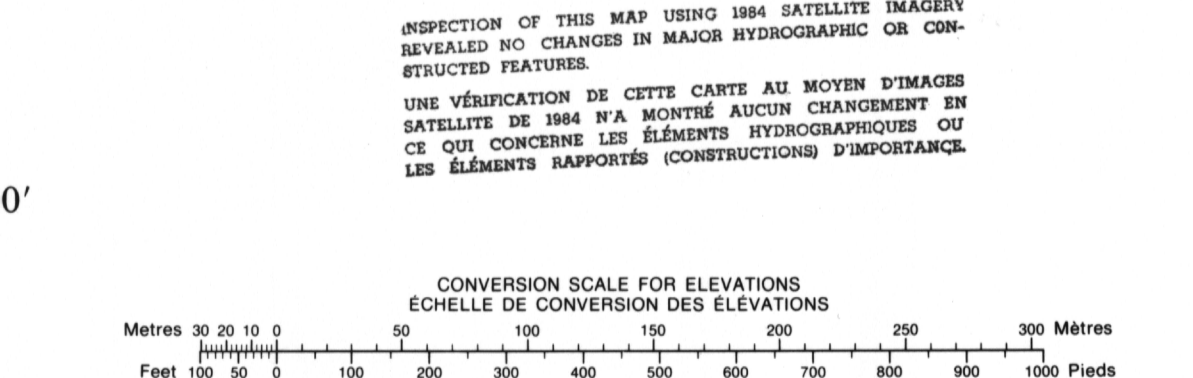 INSPECTION OF THIS MAP USING 1984 SATELLITE IMAGERY
REVEALED NO CHANGES IN MAJOR HYDROGRAPHIC OR CON-
STRUCTED FEATURES.
UNE VÉRIFICATION DE CETTE CARTE AU MOYEN D'IMAGES
SATELLITE DE 1984 N'A MONTRÉ AUCUN CHANGEMENT EN
CE QUI CONCERNE LES ÉLÉMENTS HYDROGRAPHIQUES OU
LES ÉLÉMENTS RAPPORTÉS (CONSTRUCTIONS) D'IMPORTANCE.
0′
CONVERSION SCALE FOR ELEVATIONS
ÉCHELLE DE CONVERSION DES ÉLÉVATIONS
Metres 30 20 10 0 50 100 150 200 250 300 Mètres
Feet 100 50 0 100 200 300 400 500 600 700 800 900 1000 Pieds